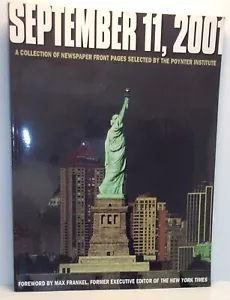 SEPTEMBER 11, 2001
A COLLECTION OF NEWSPAPER FRONT PAGES SELECTED BY THE POYNTER INSTITUTE
FOREWORD BY MAX FRANKEL, FORMER EXECUTIVE EDITOR OF THE NEW YORK TIMES